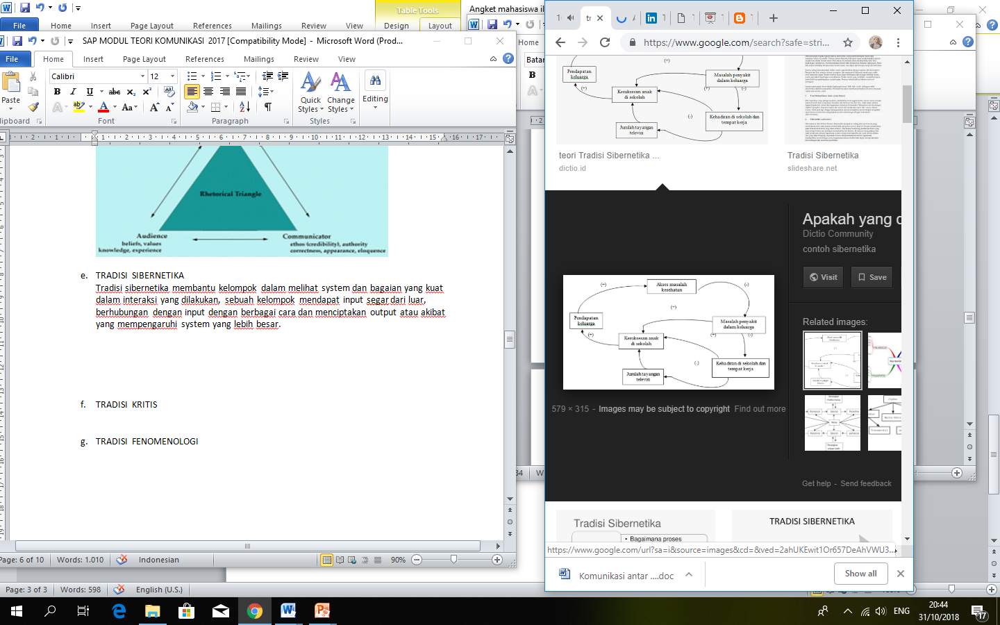 Table Tools
Angket mahasiswa il
File Home Insert Page Layout References Mailings Review View Design Layout
SAP MODUL TEORI KOMUNIKASI 2017 [Compatibility Mode] - Microsoft Word (Prod...
File Home Insert Page Layout References Mailings Review View
Home
Calibri 12
Batar
Paste
Quick Styles
Change Styles
Editing
lipboard Font Paragraph Styles
Rhetorical Triangle
Audience
beliefs, values
knowledge, experience
Communicator
ethos (credibility), authority
correctness, appearance, eloquence
e. TRADISI SIBERNETIKA
Tradisi sibernetika membantu kelompok dalam melihat system dan bagaian yang kuat
dalam interaksi yang dilakukan, sebuah kelompok mendapat input segar dari luar,
berhubungan dengan input dengan berbagai cara dan menciptakan output atau akibat
yang mempengaruhi system yang lebih besar.
f. TRADISI KRITIS
g. TRADISI FENOMENOLOGI
Page: 6 of 10 Words: 1.010 Indonesian 90%
Page: 3 of 3 Words: 598 English (U.S.)
https://www.google.com/search?safe=stri...
Pendapatan keluarga
(+)
Masalah penyakit
dalam keluarga
(+)
Kesuksesan anak
di sekolah
(+)
(-)
(-)
Kehadiran di sekolah dan
tempat kerja
Jumlah tayangan
televisi
teori Tradisi Sibernetika ...
dictio.id
Tradisi Sibernetika
slideshare.net
Apakah yang d
Dictio Community
contoh sibernetika
Visit Save
Related images:
(+)
Akses masalah
kesehatan
(-)
(+)
Pendapatan
keluarga
Masalah penyakit
dalam keluarga
(+)
(+)
(-)
Kesuksesan anak
di sekolah
(-)
Kehadiran di sekolah dan
tempat kerja
Jumlah tayangan
televisi
579 × 315 - Images may be subject to copyright Find out more
Get help - Send feedback
Tradisi Sibernetika
• Bagaimana proses
TRADISI SIBERNETIKA
https://www.google.com/url?sa=i&source=images&cd=&ved=2ahUKEwit1Or657DeAhVWU3...
Komunikasi antar ....doc
Show all
ENG
20:44
31/10/2018
17